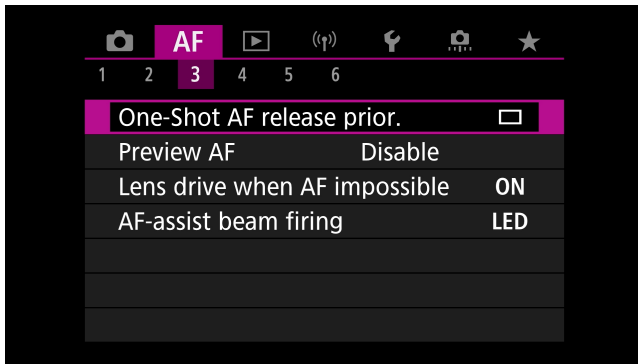 AF
1 2 3 4 5 6
One-Shot AF release prior.
Preview AF Disable
Lens drive when AF impossible ON
AF-assist beam firing LED